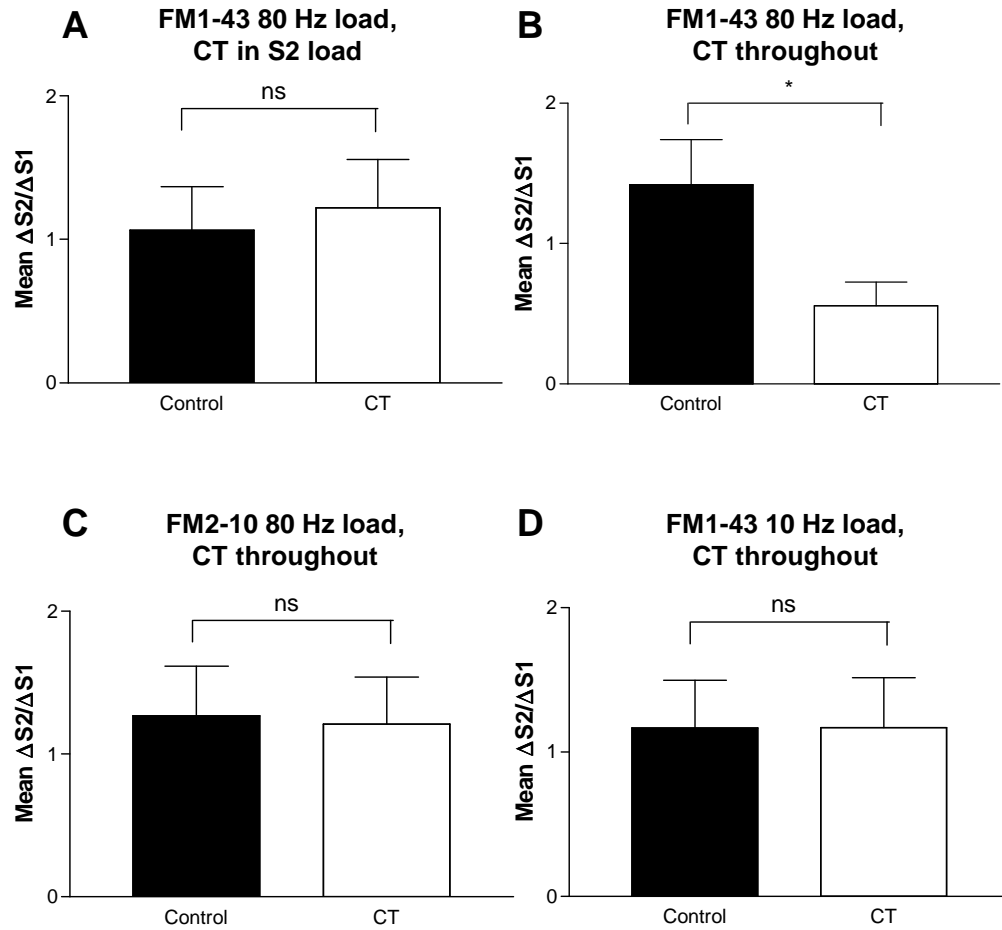 A
FM1-43 80 Hz load,
CT in S2 load
ns
2
1
0
Mean ΔS2/ΔS1
Control
CT
B
FM1-43 80 Hz load,
CT throughout
*
2
1
0
Mean ΔS2/ΔS1
Control
CT
C
FM2-10 80 Hz load,
CT throughout
ns
2
1
0
Mean ΔS2/ΔS1
Control
CT
D
FM1-43 10 Hz load,
CT throughout
ns
2
1
0
Mean ΔS2/ΔS1
Control
CT